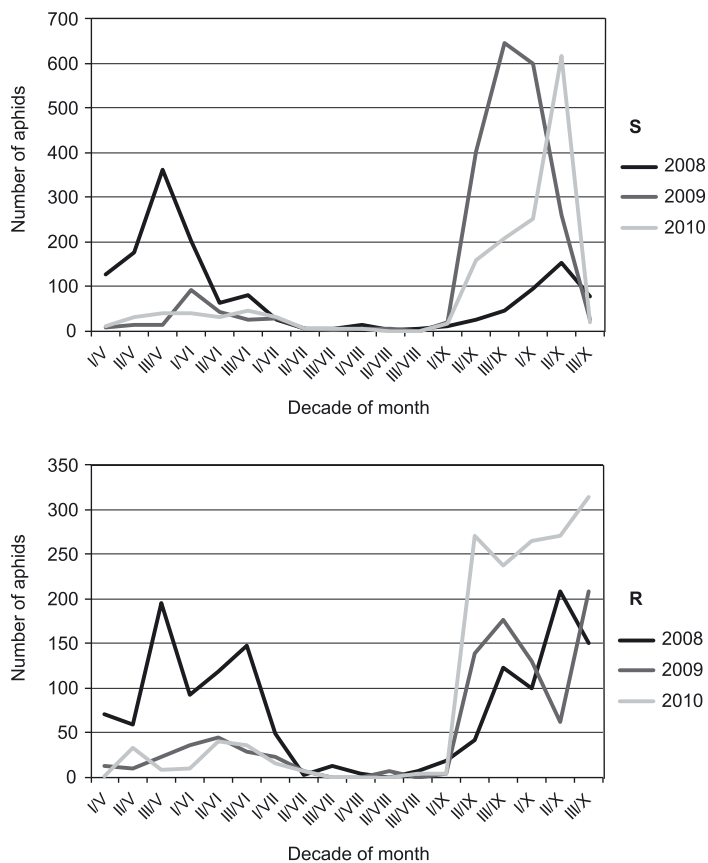 700
600
500
400
300
200
100
0
Number of aphids
I/V II/V III/V I/VI II/VI III/VI I/VII II/VII III/VII I/VIII II/VIII III/VIII I/IX II/IX III/IX I/X II/X III/X
Decade of month
S
2008
2009
2010
350
300
250
200
150
100
50
0
Number of aphids
I/V II/V III/V I/VI II/VI III/VI I/VII II/VII III/VII I/VIII II/VIII III/VIII I/IX II/IX III/IX I/X II/X III/X
Decade of month
R
2008
2009
2010